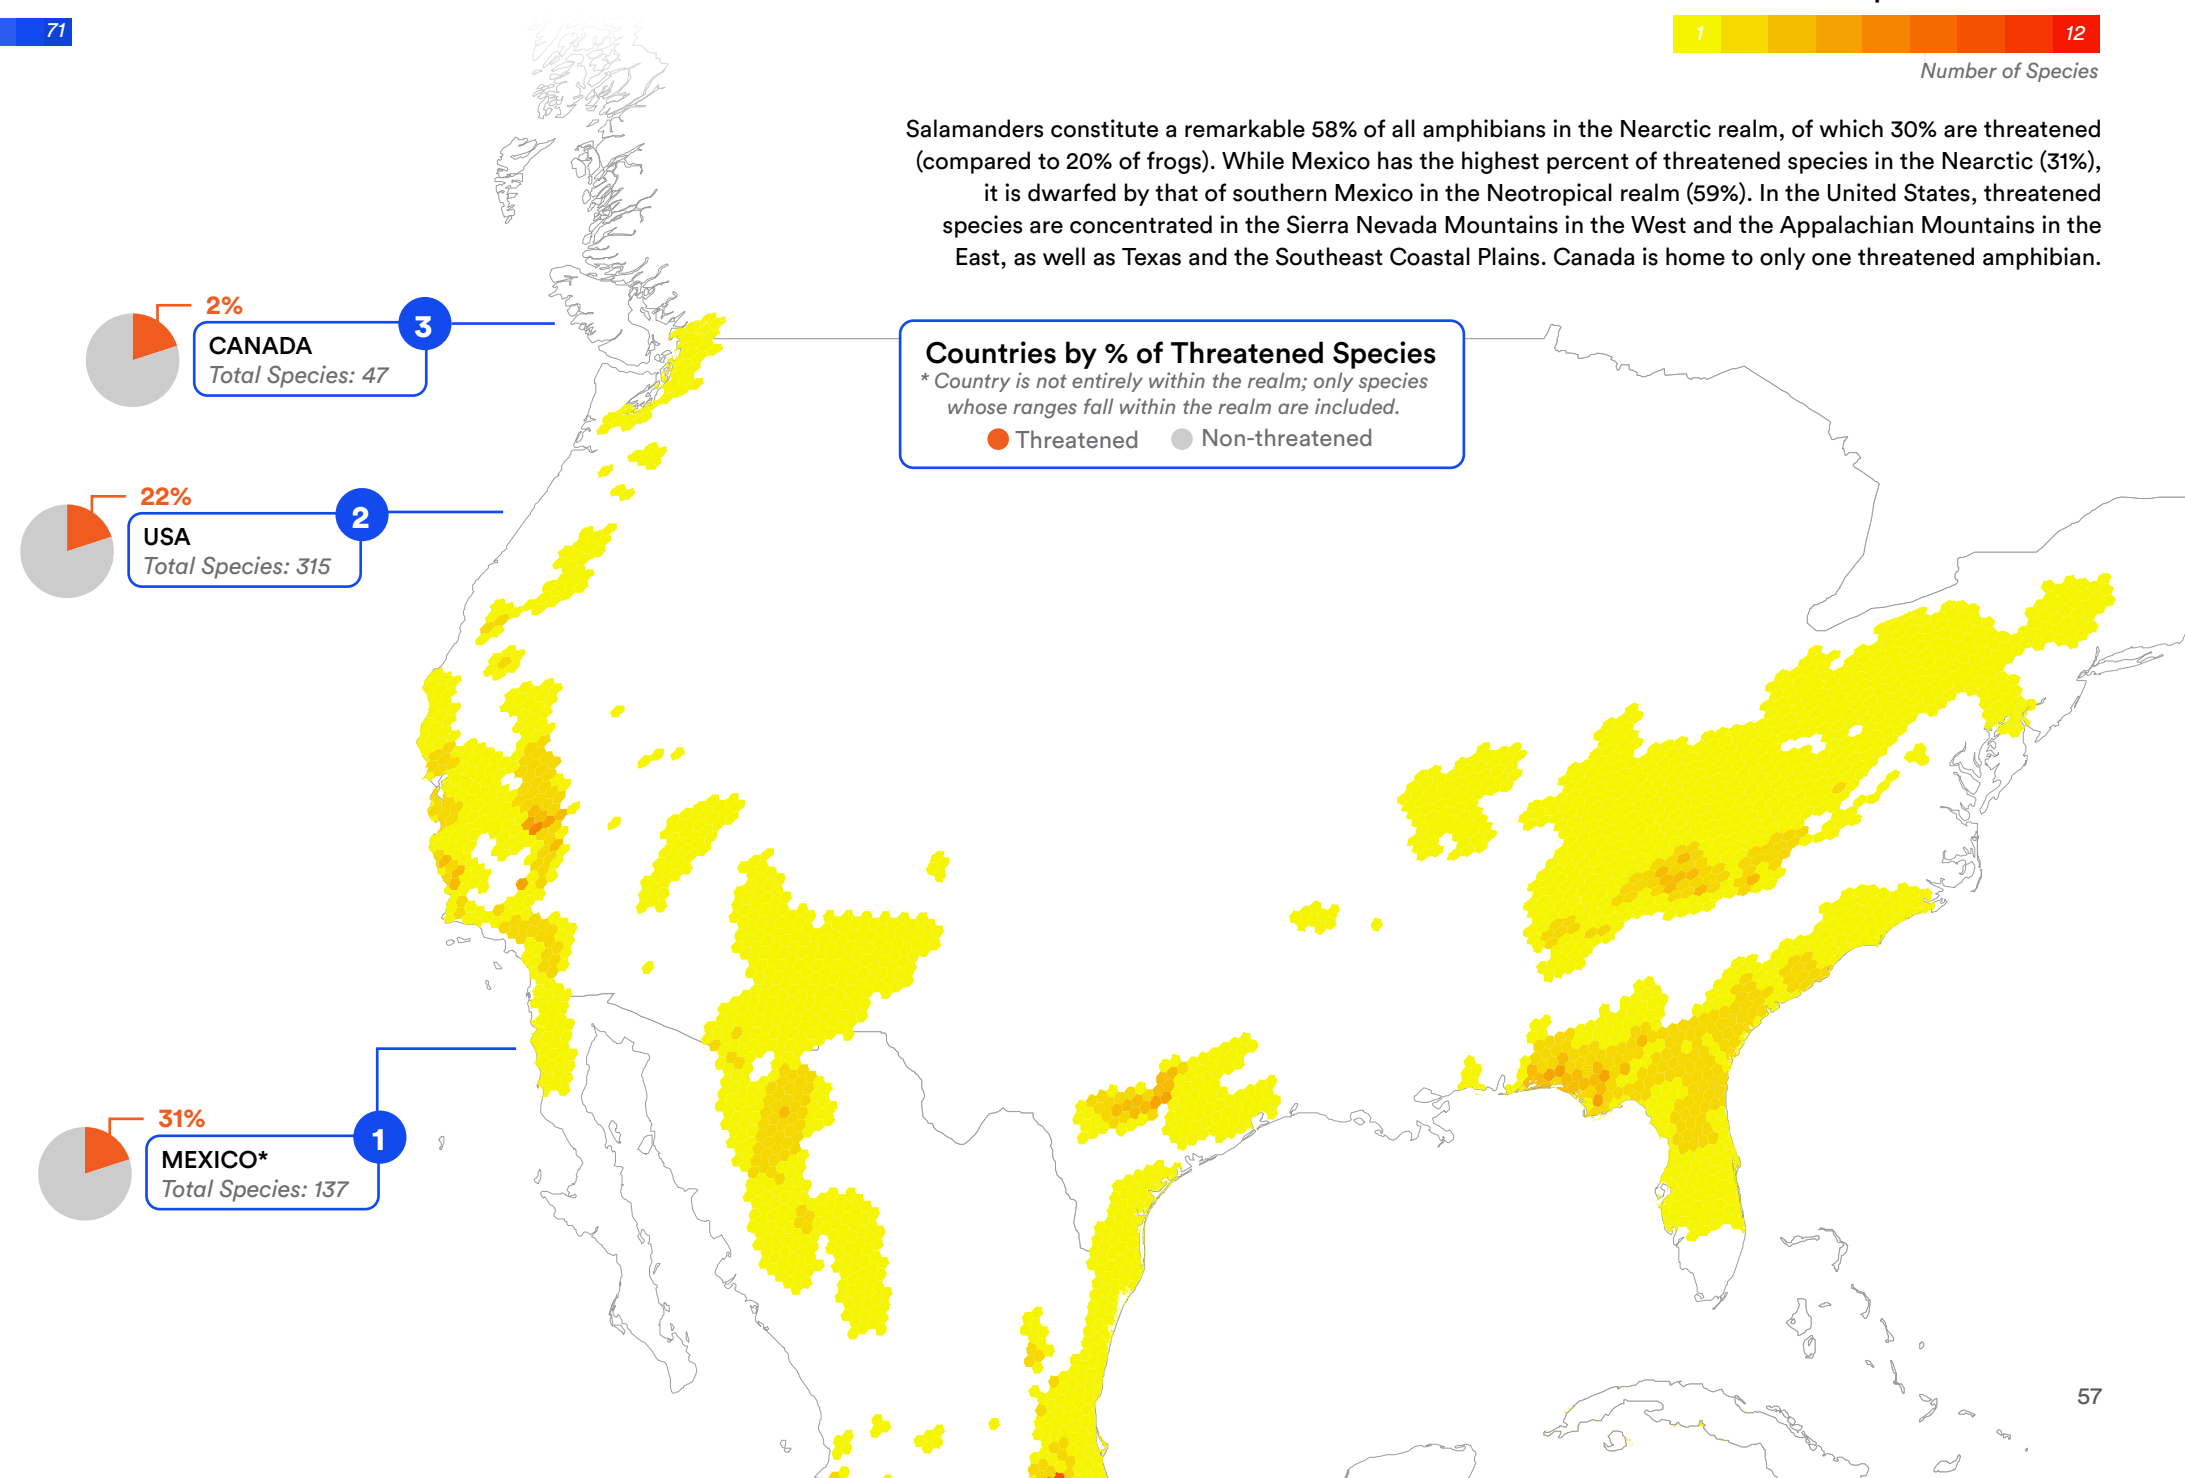 71
1
12
Number of Species
Salamanders constitute a remarkable 58% of all amphibians in the Nearctic realm, of which 30% are threatened
(compared to 20% of frogs). While Mexico has the highest percent of threatened species in the Nearctic (31%),
it is dwarfed by that of southern Mexico in the Neotropical realm (59%). In the United States, threatened
species are concentrated in the Sierra Nevada Mountains in the West and the Appalachian Mountains in the
East, as well as Texas and the Southeast Coastal Plains. Canada is home to only one threatened amphibian.
2%
3
CANADA
Total Species: 47
Countries by % of Threatened Species
* Country is not entirely within the realm; only species
whose ranges fall within the realm are included.
Threatened
Non-threatened
22%
2
USA
Total Species: 315
31%
1
MEXICO*
Total Species: 137
57